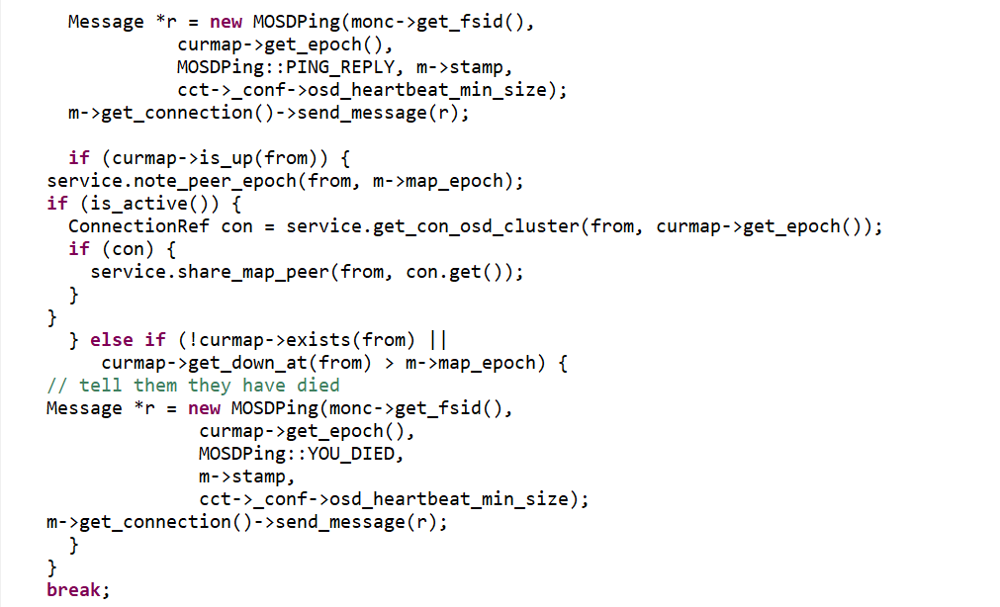 Message *r = new MOSDPing(monc->get_fsid(),
curmap->get_epoch(),
MOSDPing::PING_REPLY, m->stamp,
cct->_conf->osd_heartbeat_min_size);
m->get_connection()->send_message(r);
if (curmap->is_up(from)) {
service.note_peer_epoch(from, m->map_epoch);
if (is_active()) {
ConnectionRef con = service.get_con_osd_cluster(from, curmap->get_epoch());
if (con) {
service.share_map_peer(from, con.get());
}
}
} else if (!curmap->exists(from) ||
curmap->get_down_at(from) > m->map_epoch) {
// tell them they have died
Message *r = new MOSDPing(monc->get_fsid(),
curmap->get_epoch(),
MOSDPing::YOU_DIED,
m->stamp,
cct->_conf->osd_heartbeat_min_size);
m->get_connection()->send_message(r);
}
}
break;